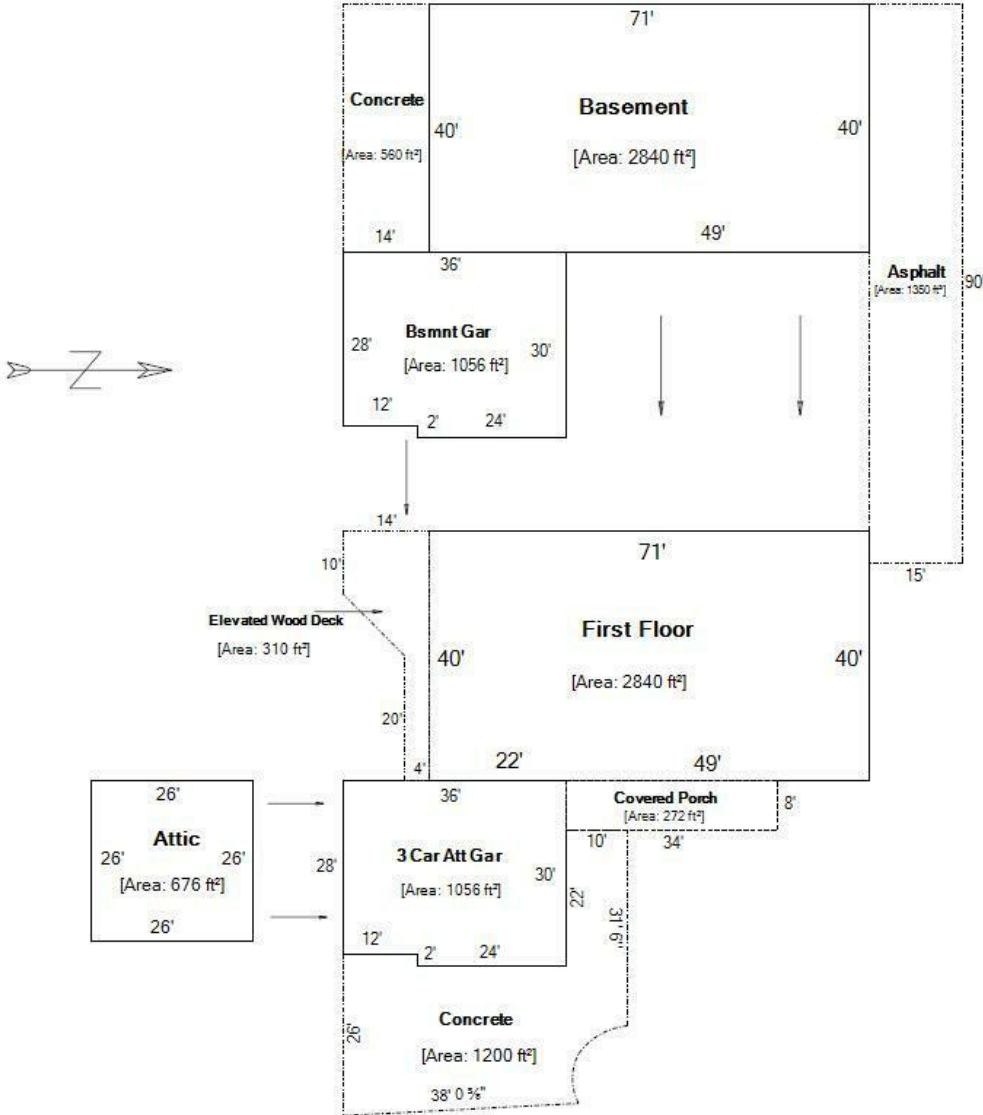 71'
Concrete
[Area: 560 ft²]
14'
40'
Basement
[Area: 2840 ft²]
40'
49'
Asphalt
[Area: 1350 ft²]
90'
15'
36'
Bsmnt Gar
[Area: 1056 ft²]
28'
30'
12'
2'
24'
Z
14'
10'
Elevated Wood Deck
[Area: 310 ft²]
20'
4'
71'
First Floor
[Area: 2840 ft²]
40'
40'
22'
49'
26'
Attic
26'
26'
[Area: 676 ft²]
26'
36'
3 Car Att Gar
[Area: 1056 ft²]
28'
30'
12'
2'
24'
Covered Porch
[Area: 272 ft²]
8'
10'
34'
22'
31' 6"
26'
Concrete
[Area: 1200 ft²]
38' 0